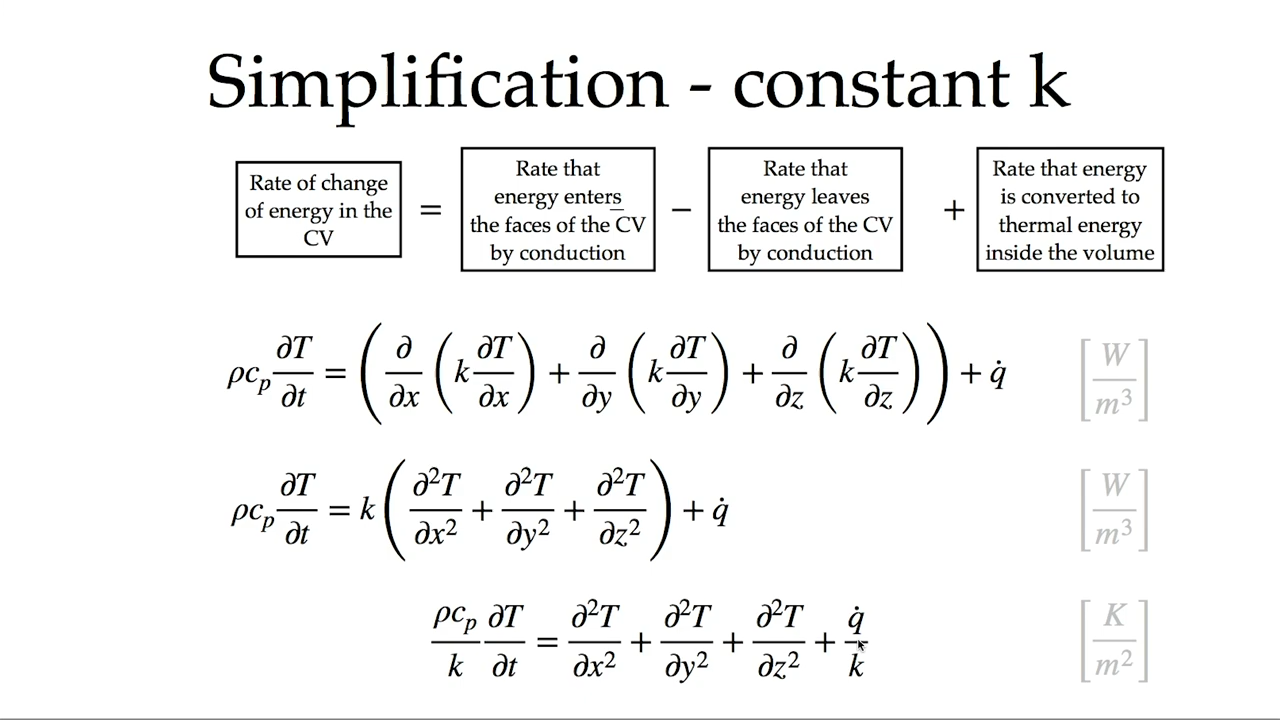 Simplification - constant k
Rate of change
of energy in the
CV
=
Rate that
energy enters
the faces of the CV
by conduction
−
Rate that
energy leaves
the faces of the CV
by conduction
+
Rate that energy
is converted to
thermal energy
inside the volume
ρc_p ∂T/∂t = (∂/∂x (k ∂T/∂x) + ∂/∂y (k ∂T/∂y) + ∂/∂z (k ∂T/∂z)) + q̇ [W/m³]
ρc_p ∂T/∂t = k (∂²T/∂x² + ∂²T/∂y² + ∂²T/∂z²) + q̇ [W/m³]
ρc_p/k ∂T/∂t = ∂²T/∂x² + ∂²T/∂y² + ∂²T/∂z² + q̇/k [K/m²]